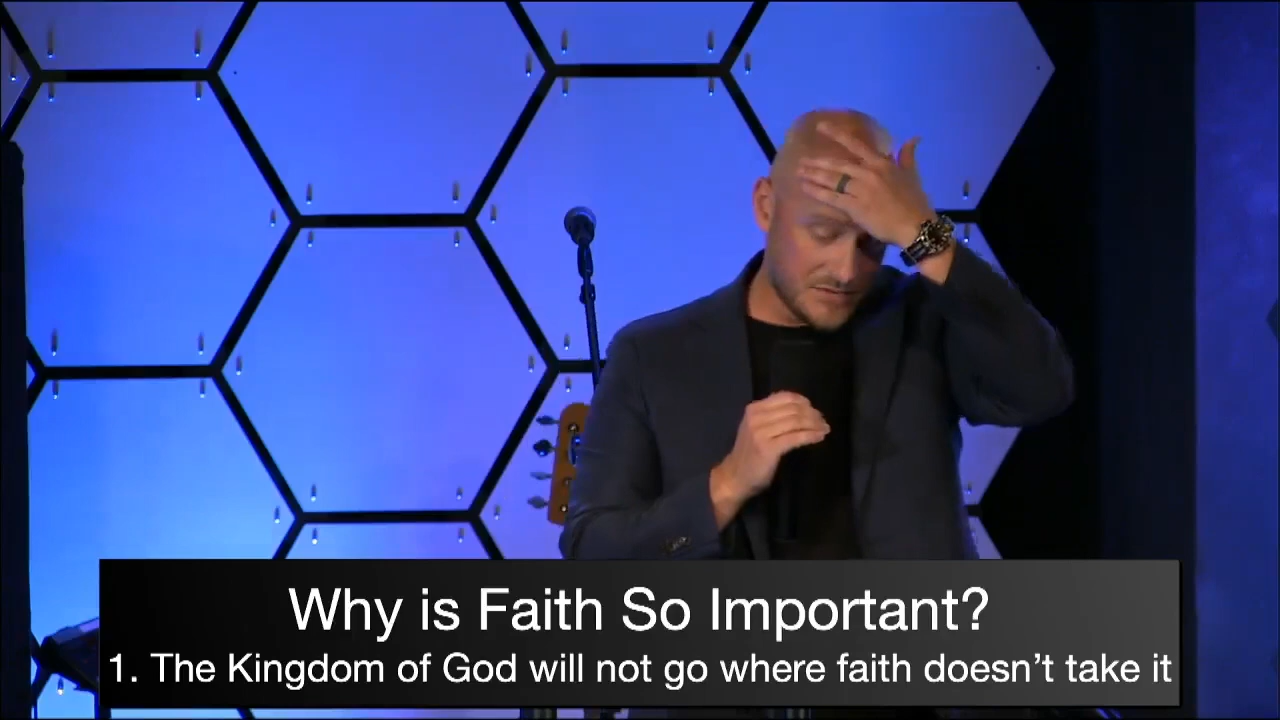 Why is Faith So Important?
1. The Kingdom of God will not go where faith doesn’t take it